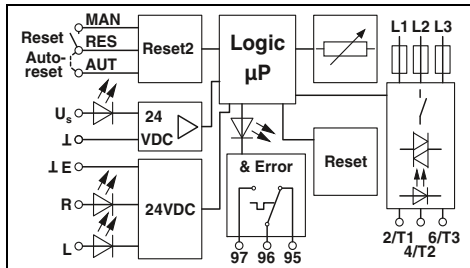 MAN
Reset
RES
Auto-
reset
AUT
Reset2
Logic
µP
L1 L2 L3
Us
24
VDC
⊥
⊥ E
R
L
24VDC
& Error
97 96 95
Reset
2/T1 6/T3
4/T2